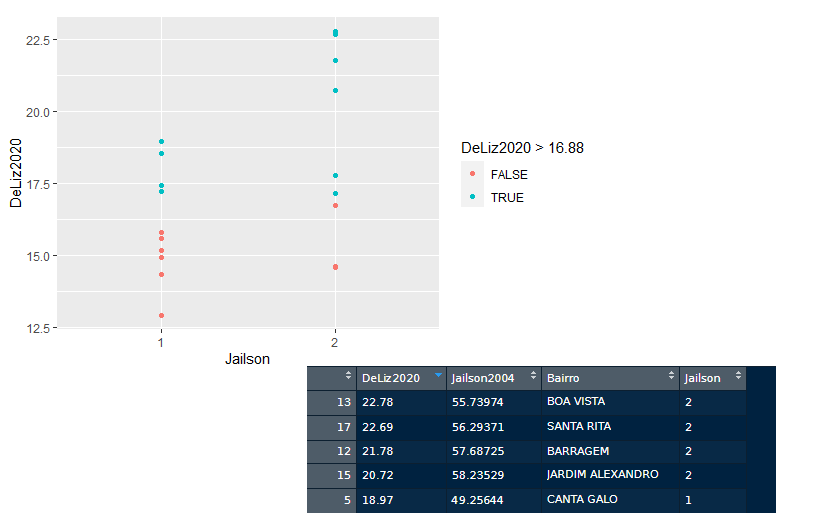 22.5
20.0
17.5
15.0
12.5
DeLiz2020
1 2
Jailson
DeLiz2020 > 16.88
FALSE
TRUE
DeLiz2020 Jailson2004 Bairro Jailson
13 22.78 55.73974 BOA VISTA 2
17 22.69 56.29371 SANTA RITA 2
12 21.78 57.68725 BARRAGEM 2
15 20.72 58.23529 JARDIM ALEXANDRO 2
5 18.97 49.25644 CANTA GALO 1